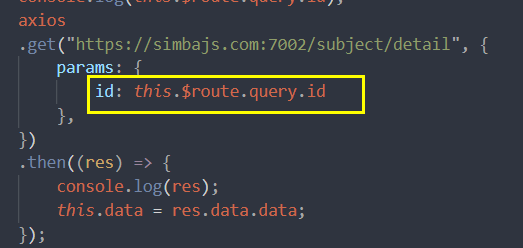 console.log(this.$route.query.id);
axios
.get("https://simbajs.com:7002/subject/detail", {
params: {
id: this.$route.query.id
},
})
.then((res) => {
console.log(res);
this.data = res.data.data;
});